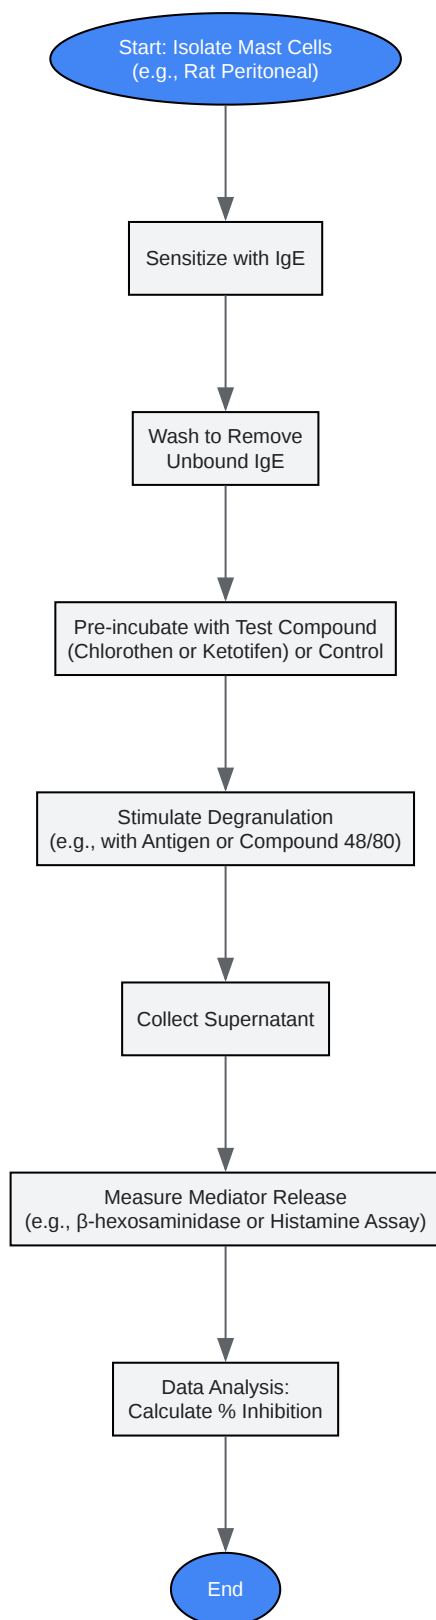 Start: Isolate Mast Cells
(e.g., Rat Peritoneal)
Sensitize with IgE
Wash to Remove
Unbound IgE
Pre-incubate with Test Compound
(Chlorothen or Ketotifen) or Control
Stimulate Degranulation
(e.g., with Antigen or Compound 48/80)
Collect Supernatant
Measure Mediator Release
(e.g., β-hexosaminidase or Histamine Assay)
Data Analysis:
Calculate % Inhibition
End